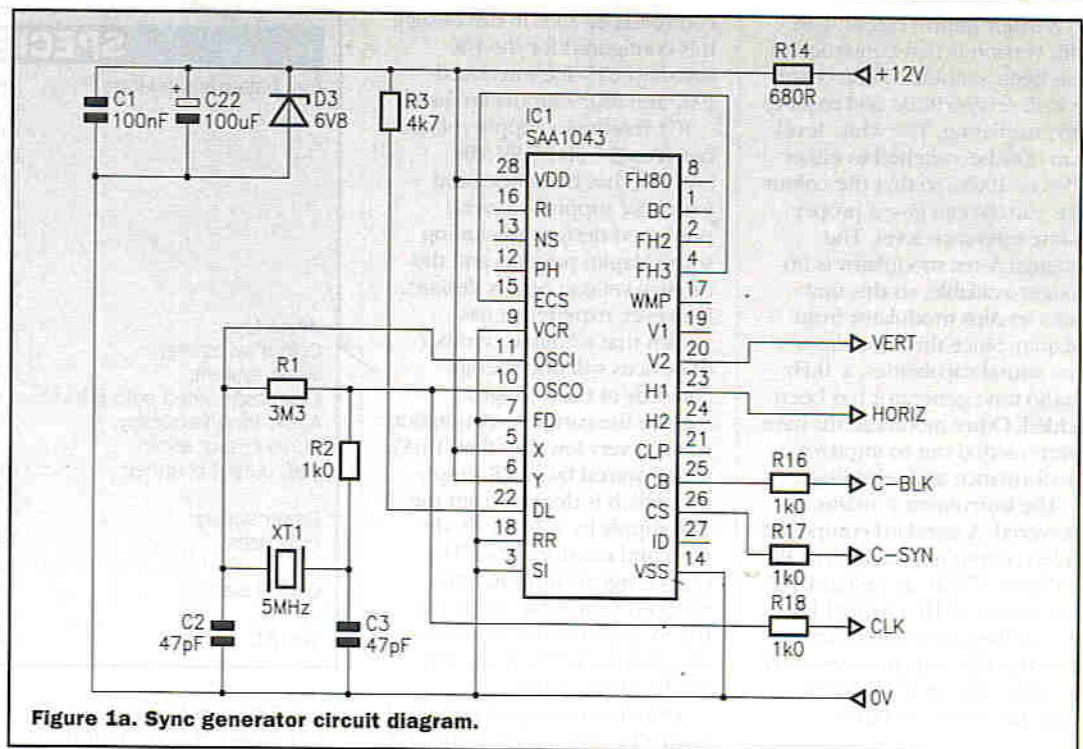 SPECI
R14
+12V
680R
C1
100nF
+
C22
100uF
D3
6V8
R3
4k7
IC1
SAA1043
28 VDD FH80 8
16 RI BC 1
13 NS FH2 2
12 PH FH3 4
15 ECS WMP 17
9 VCR V1 19
11 OSCI V2 20
10 OSCO H1 23
7 FD H2 24
5 X CLP 21
6 Y CB 25
22 DL CS 26
18 RR ID 27
3 SI VSS 14
VERT
HORIZ
R1
3M3
R2
1k0
R16
C-BLK
1k0
R17
C-SYN
1k0
R18
CLK
1k0
XT1
5MHz
C2
47pF
C3
47pF
0V
Figure 1a. Sync generator circuit diagram.